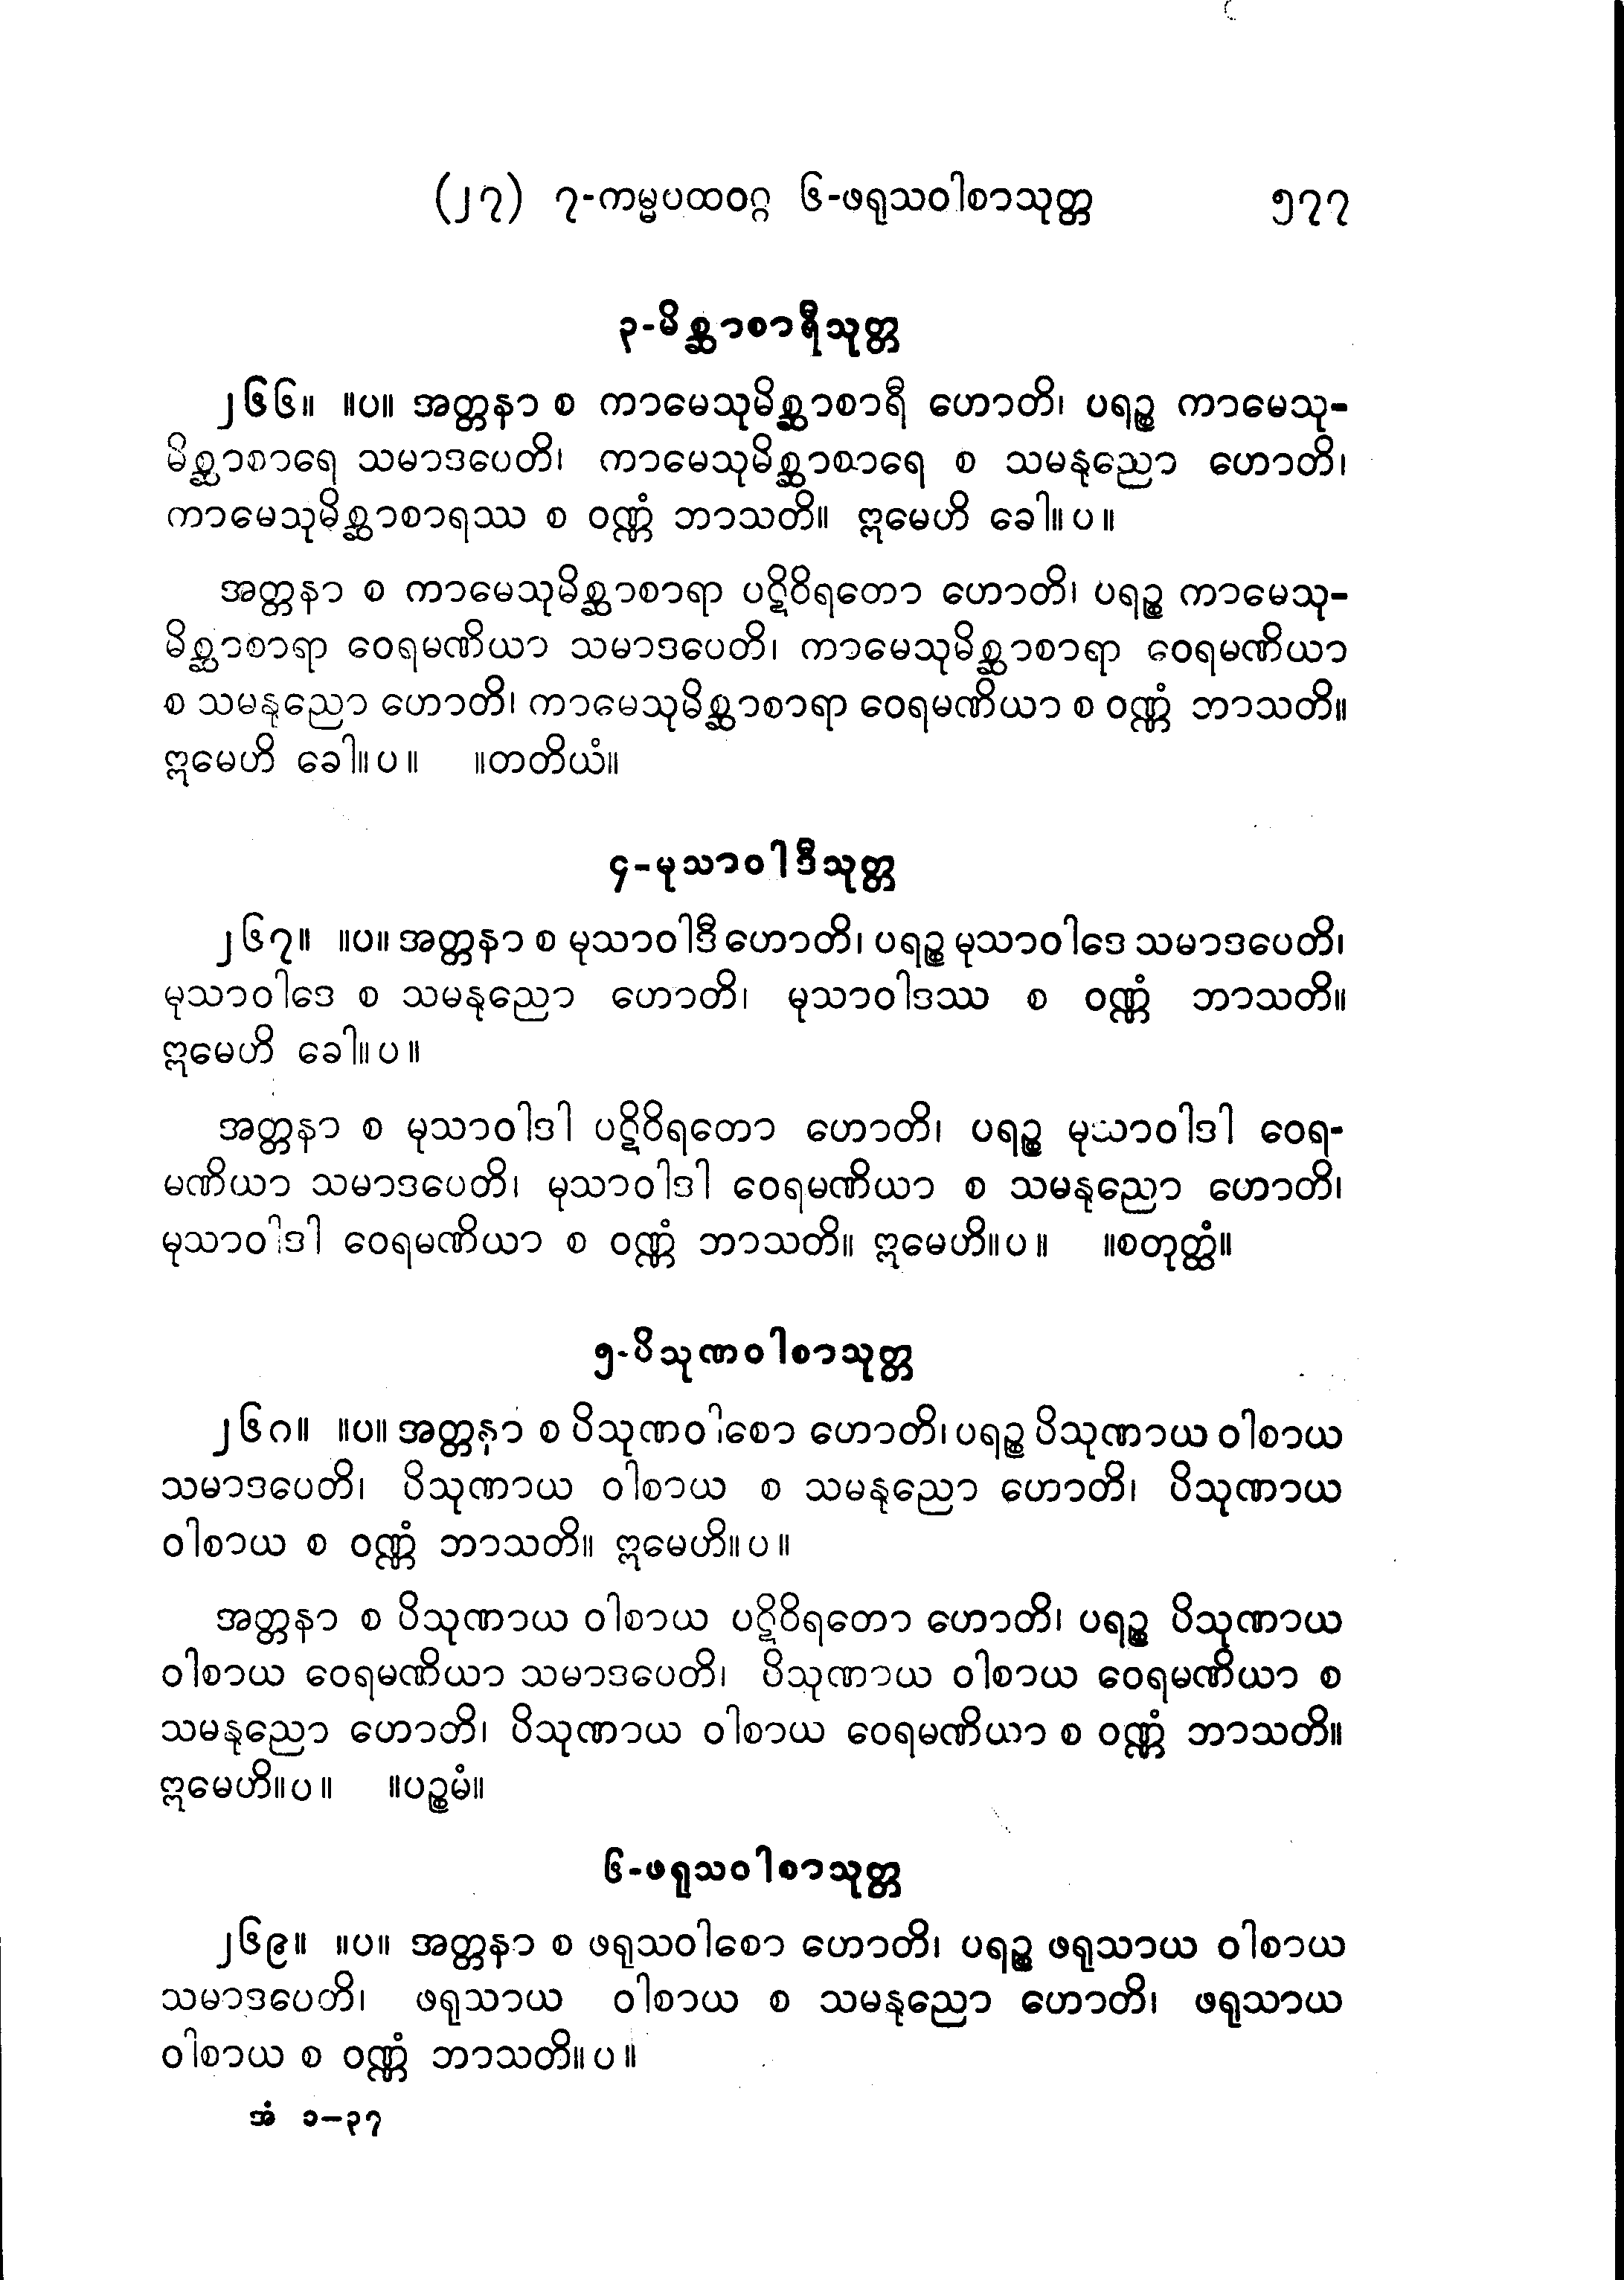 (၂၇) ၇-ကမ္မပထဝဂ္ဂ ၆-ဖရုသဝါစာသုတ္တ ၅၇၇
၃-မိစ္ဆာစာရီသုတ္တ
၂၆၆။ ။ပ။ အတ္တနာ စ ကာမေသုမိစ္ဆာစာရီ ဟောတိ၊ ပရဉ္စ ကာမေသု-
မိစ္ဆာစာရေ သမာဒပေတိ၊ ကာမေသုမိစ္ဆာစာရေ စ သမနုညော ဟောတိ၊
ကာမေသုမိစ္ဆာစာရဿ စ ဝဏ္ဏံ ဘာသတိ။ ဣမေဟိ ခေါ။ပ။
အတ္တနာ စ ကာမေသုမိစ္ဆာစာရာ ပဋိဝိရတော ဟောတိ၊ ပရဉ္စ ကာမေသု-
မိစ္ဆာစာရာ ဝေရမဏိယာ သမာဒပေတိ၊ ကာမေသုမိစ္ဆာစာရာ ဝေရမဏိယာ
စ သမနုညော ဟောတိ၊ ကာမေသုမိစ္ဆာစာရာ ဝေရမဏိယာ စ ဝဏ္ဏံ ဘာသတိ။
ဣမေဟိ ခေါ။ပ။ ။တတိယံ။
၄-မုသာဝါဒီသုတ္တ
၂၆၇။ ။ပ။ အတ္တနာ စ မုသာဝါဒီ ဟောတိ၊ ပရဉ္စ မုသာဝါဒေ သမာဒပေတိ၊
မုသာဝါဒေ စ သမနုညော ဟောတိ၊ မုသာဝါဒဿ စ ဝဏ္ဏံ ဘာသတိ။
ဣမေဟိ ခေါ။ပ။
အတ္တနာ စ မုသာဝါဒါ ပဋိဝိရတော ဟောတိ၊ ပရဉ္စ မုသာဝါဒါ ဝေရ-
မဏိယာ သမာဒပေတိ၊ မုသာဝါဒါ ဝေရမဏိယာ စ သမနုညော ဟောတိ၊
မုသာဝါဒါ ဝေရမဏိယာ စ ဝဏ္ဏံ ဘာသတိ။ ဣမေဟိ။ပ။ ။စတုတ္ထံ။
၅-ပိသုဏဝါစာသုတ္တ
၂၆၈။ ။ပ။ အတ္တနာ စ ပိသုဏဝါစော ဟောတိ၊ ပရဉ္စ ပိသုဏာယ ဝါစာယ
သမာဒပေတိ၊ ပိသုဏာယ ဝါစာယ စ သမနုညော ဟောတိ၊ ပိသုဏာယ
ဝါစာယ စ ဝဏ္ဏံ ဘာသတိ။ ဣမေဟိ။ပ။
အတ္တနာ စ ပိသုဏာယ ဝါစာယ ပဋိဝိရတော ဟောတိ၊ ပရဉ္စ ပိသုဏာယ
ဝါစာယ ဝေရမဏိယာ သမာဒပေတိ၊ ပိသုဏာယ ဝါစာယ ဝေရမဏိယာ စ
သမနုညော ဟောတိ၊ ပိသုဏာယ ဝါစာယ ဝေရမဏိယာ စ ဝဏ္ဏံ ဘာသတိ။
ဣမေဟိ။ပ။ ။ပဉ္စမံ။
၆-ဖရုသဝါစာသုတ္တ
၂၆၉။ ။ပ။ အတ္တနာ စ ဖရုသဝါစော ဟောတိ၊ ပရဉ္စ ဖရုသာယ ဝါစာယ
သမာဒပေတိ၊ ဖရုသာယ ဝါစာယ စ သမနုညော ဟောတိ၊ ဖရုသာယ
ဝါစာယ စ ဝဏ္ဏံ ဘာသတိ။ပ။
အံ ၁—၃၇